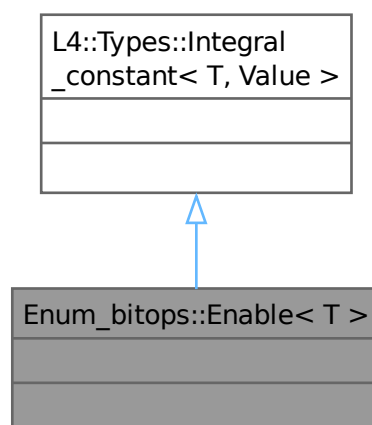 L4::Types::Integral
_constant< T, Value >
Enum_bitops::Enable< T >